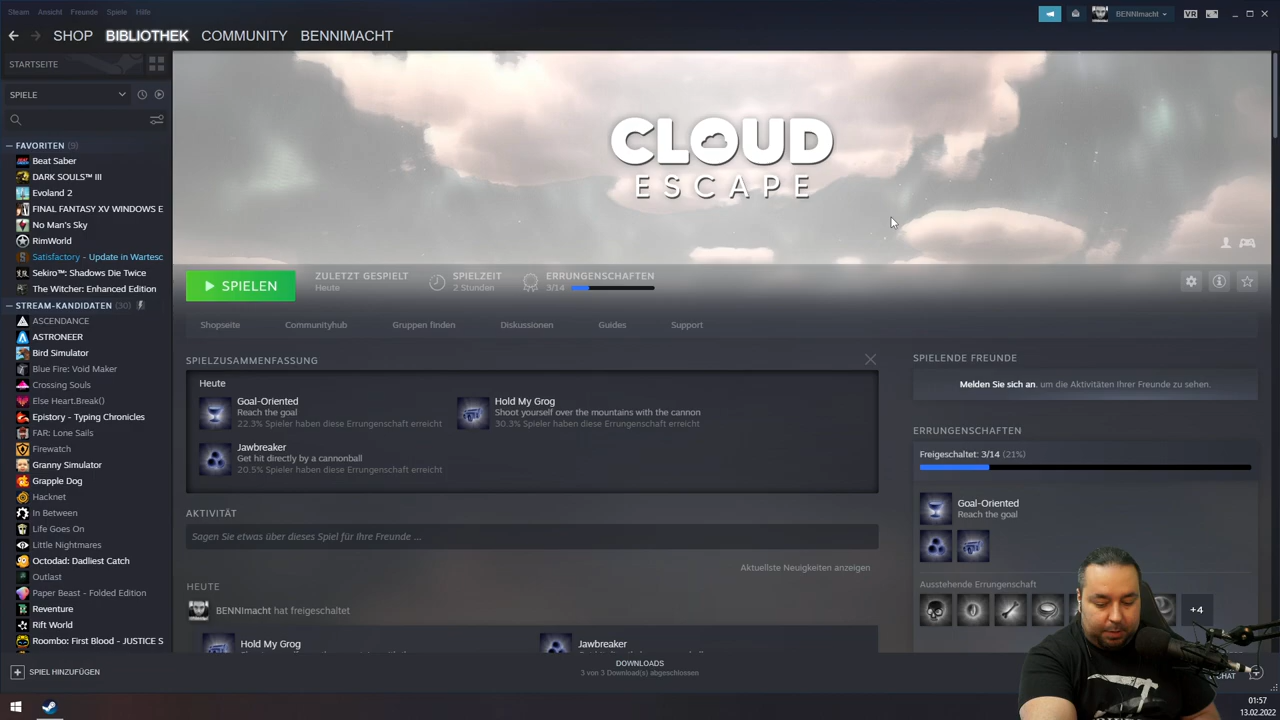 Steam Ansicht Freunde Spiele Hilfe
BENNImacht
VR
SHOP BIBLIOTHEK COMMUNITY BENNIMACHT
STARTSEITE
SPIELE
FAVORITEN (9)
Beat Saber
DARK SOULS™ III
Evoland 2
FINAL FANTASY XV WINDOWS E
No Man's Sky
RimWorld
Satisfactory - Update in Wartesc
Sekiro™: Shadows Die Twice
The Witcher: Enhanced Edition
STREAM-KANDIDATEN (30)
ASCENDANCE
ASTRONEER
Bird Simulator
Blue Fire: Void Maker
Crossing Souls
Else Heart.Break()
Epistory - Typing Chronicles
FAR: Lone Sails
Firewatch
Granny Simulator
Grapple Dog
Hacknet
In Between
Life Goes On
Little Nightmares
Octodad: Dadliest Catch
Outlast
Paper Beast - Folded Edition
Reventure
Rift World
Roombo: First Blood - JUSTICE S
SPIEL HINZUFÜGEN
CLOUD
ESCAPE
SPIELEN
ZULETZT GESPIELT
Heute
SPIELZEIT
2 Stunden
ERRUNGENSCHAFTEN
3/14
Shopseite Communityhub Gruppen finden Diskussionen Guides Support
SPIELZUSAMMENFASSUNG
Heute
Goal-Oriented
Reach the goal
22.3% Spieler haben diese Errungenschaft erreicht
Hold My Grog
Shoot yourself over the mountains with the cannon
30.3% Spieler haben diese Errungenschaft erreicht
Jawbreaker
Get hit directly by a cannonball
20.5% Spieler haben diese Errungenschaft erreicht
AKTIVITÄT
Sagen Sie etwas über dieses Spiel für Ihre Freunde ...
Aktuellste Neuigkeiten anzeigen
HEUTE
BENNImacht hat freigeschaltet
Hold My Grog
Jawbreaker
SPIELENDE FREUNDE
Melden Sie sich an, um die Aktivitäten Ihrer Freunde zu sehen.
ERRUNGENSCHAFTEN
Freigeschaltet: 3/14 (21%)
Goal-Oriented
Reach the goal
Ausstehende Errungenschaft
+4
DOWNLOADS
3 von 3 Download(s) abgeschlossen
CHAT
01:57
13.02.2022